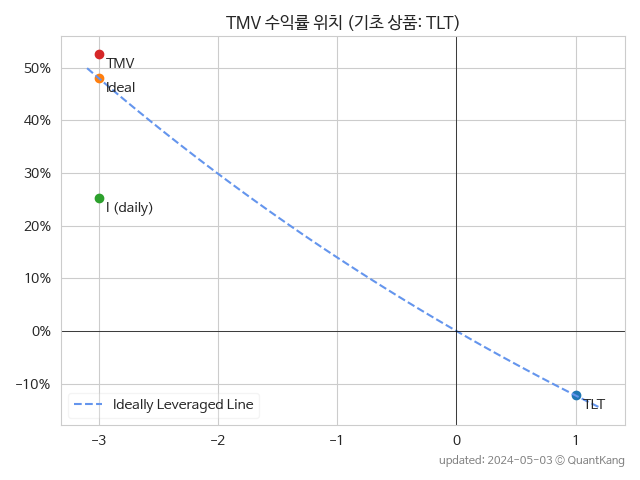 TMV 수익률 위치 (기초 상품: TLT)
50%
40%
30%
20%
10%
0%
−10%
TMV
Ideal
I (daily)
TLT
Ideally Leveraged Line
−3
−2
−1
0
1
updated: 2024-05-03 © QuantKang